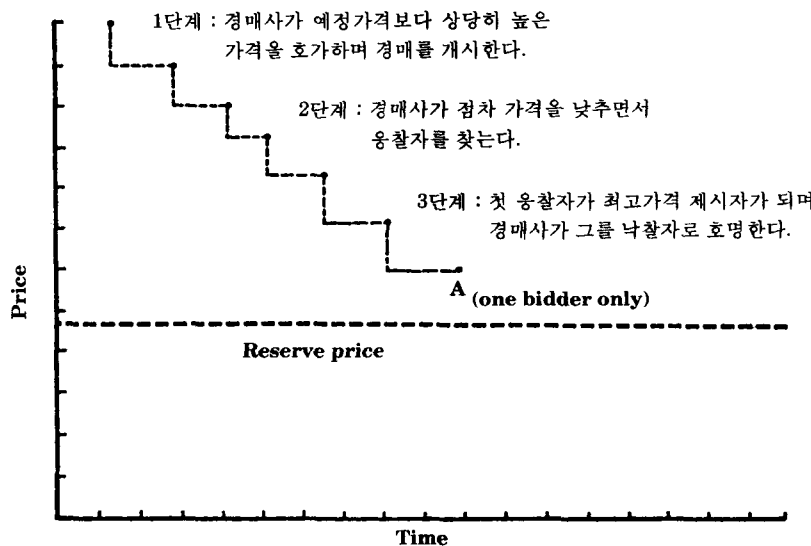 1단계 : 경매사가 예정가격보다 상당히 높은
가격을 호가하며 경매를 개시한다.
2단계 : 경매사가 점차 가격을 낮추면서
응찰자를 찾는다.
3단계 : 첫 응찰자가 최고가격 제시자가 되며
경매사가 그를 낙찰자로 호명한다.
A (one bidder only)
Price
Reserve price
Time